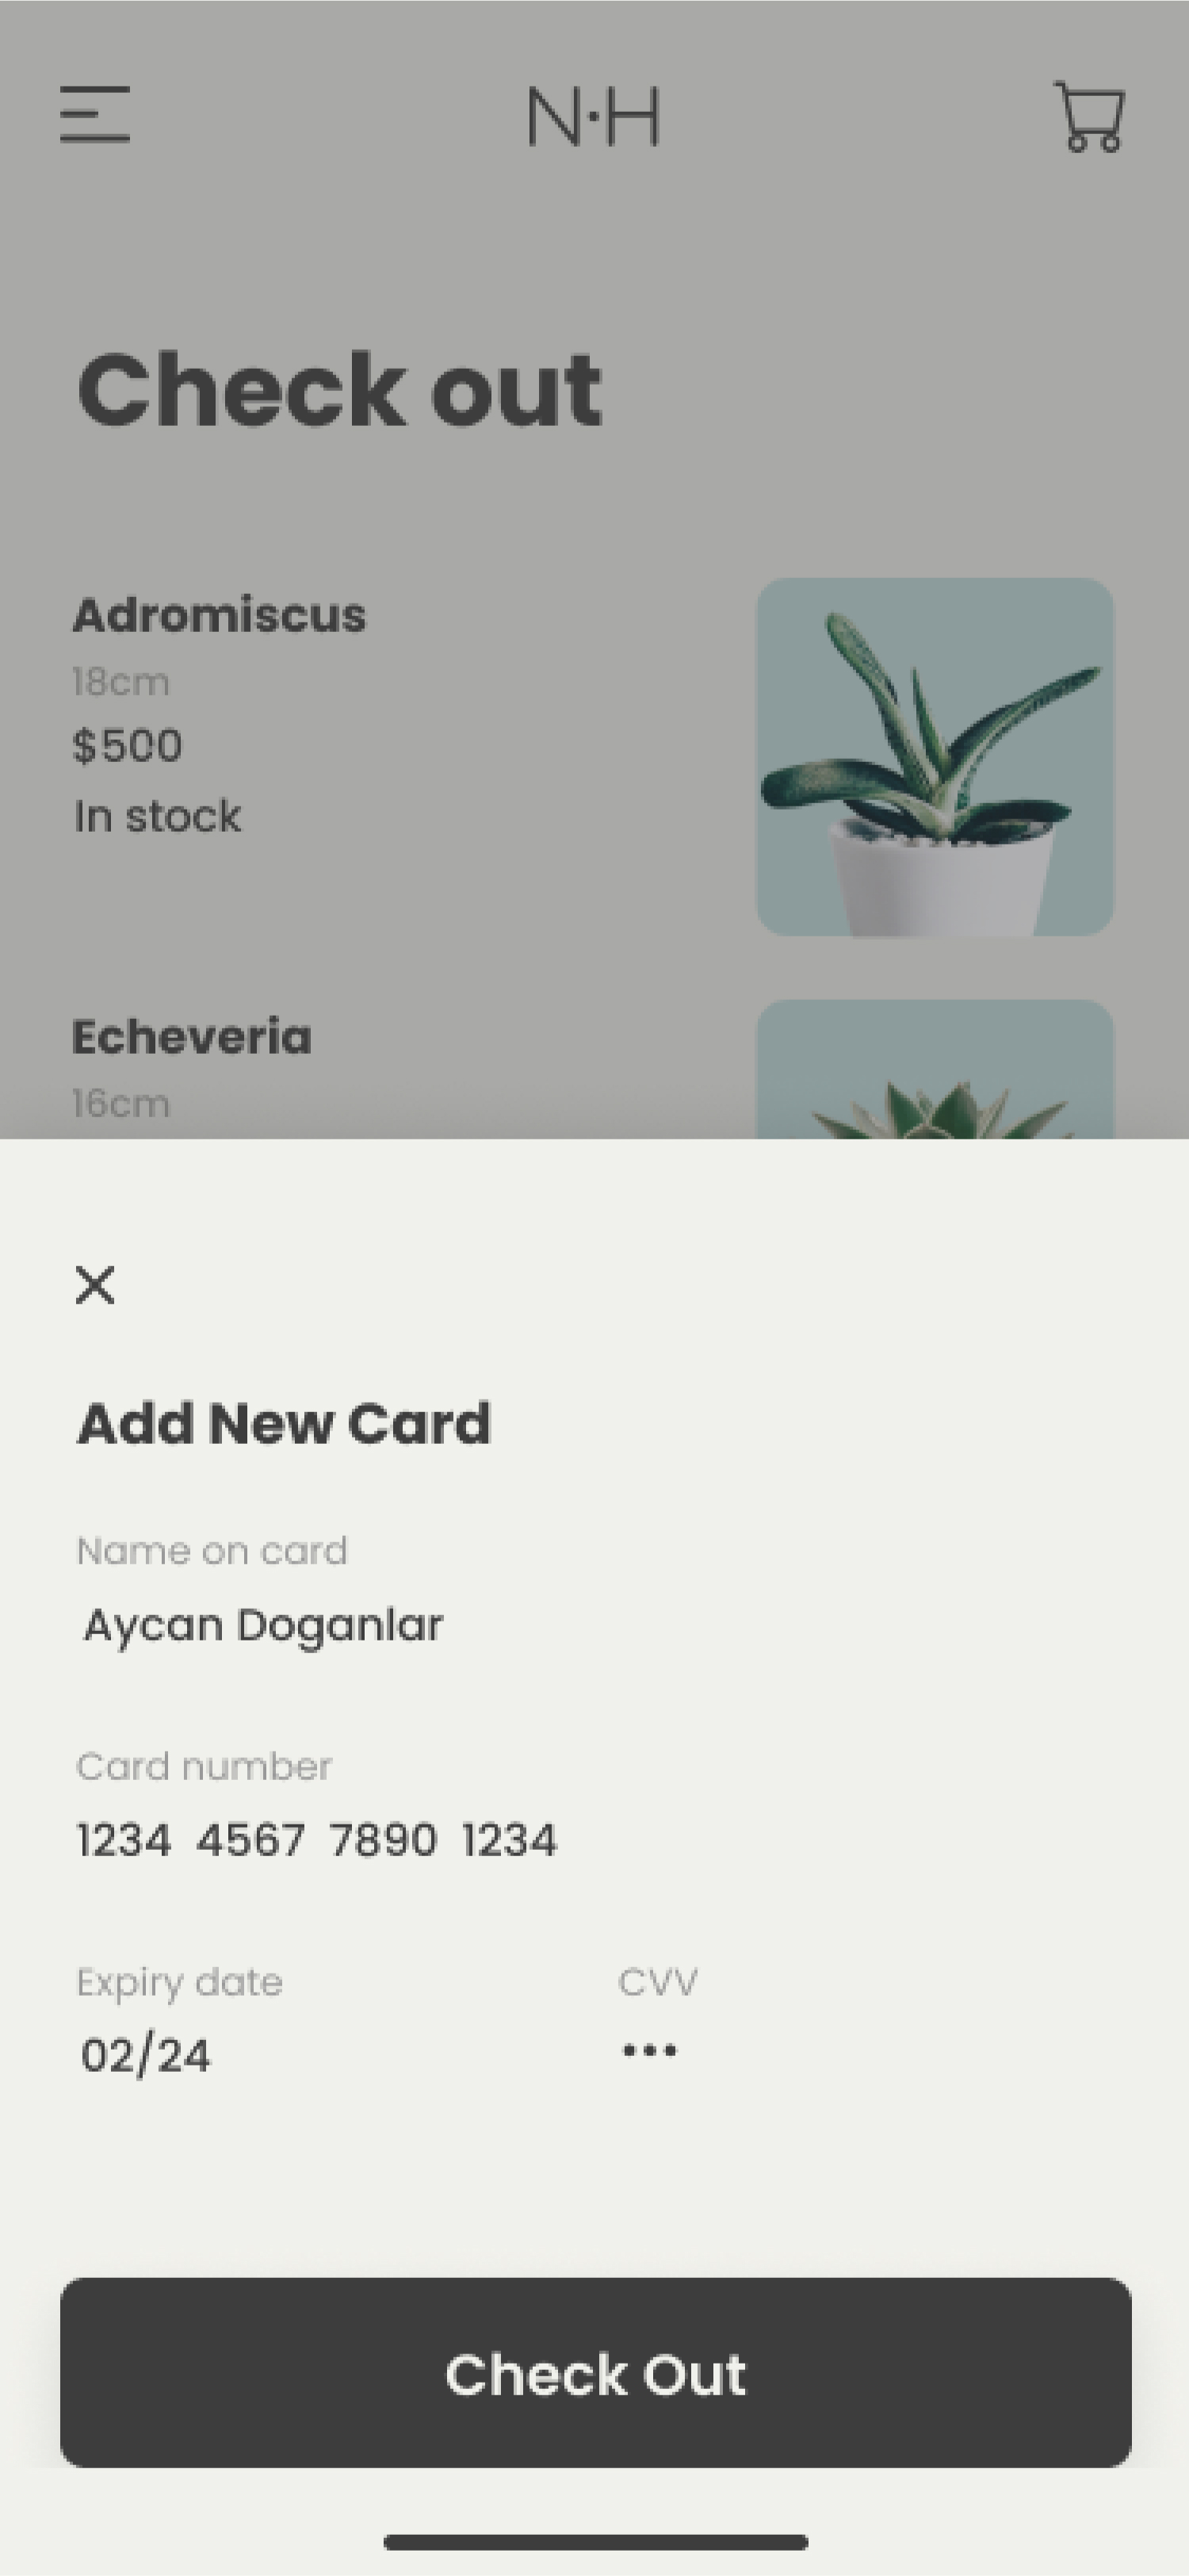 N·H
Check out
Adromiscus
18cm
$500
In stock
Echeveria
16cm
Add New Card
Name on card
Aycan Doganlar
Card number
1234 4567 7890 1234
Expiry date CVV
02/24 •••
Check Out